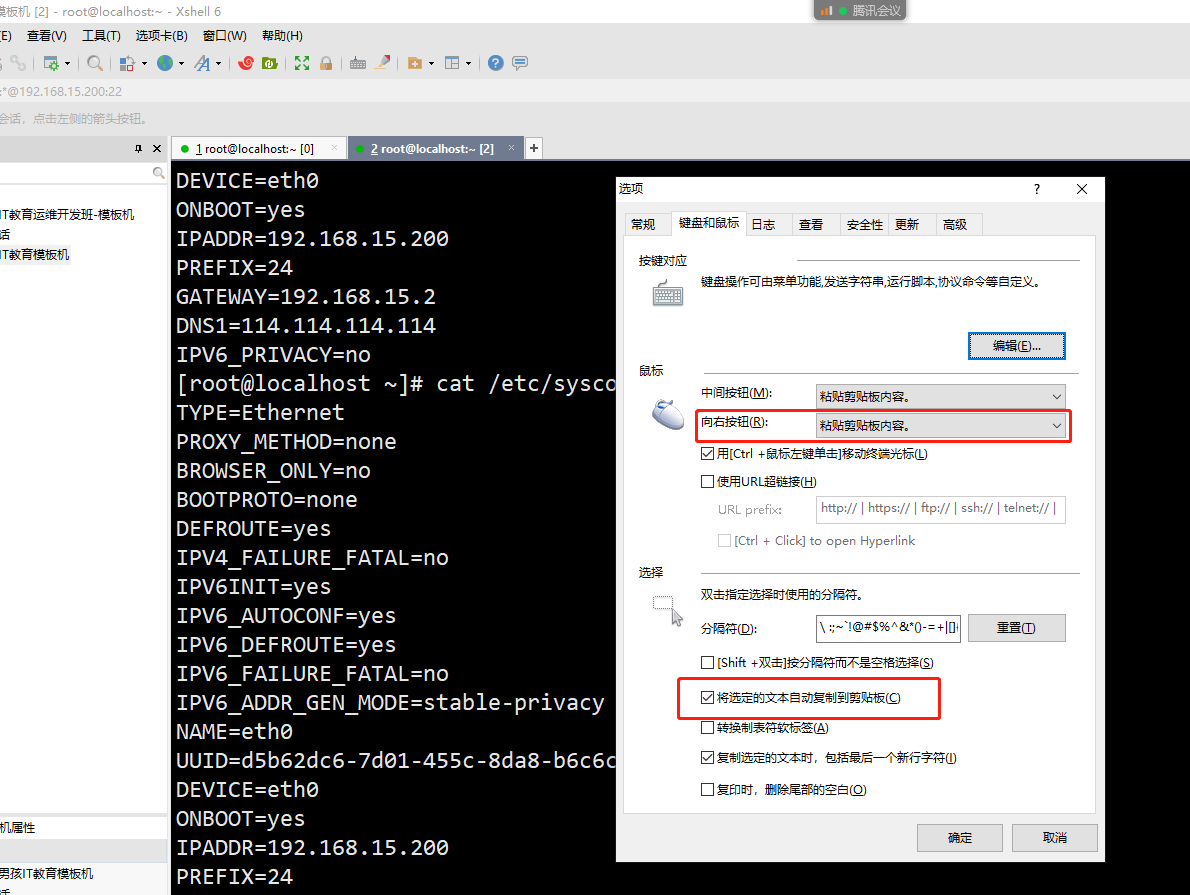 模板机 [2] - root@localhost:~ - Xshell 6
腾讯会议
(E) 查看(V) 工具(T) 选项卡(B) 窗口(W) 帮助(H)
:*@192.168.15.200:22
会话，点击左侧的箭头按钮。
1 root@localhost:~ [0]
2 root@localhost:~ [2]
+
IT教育运维开发班-模板机
话
IT教育模板机
机属性
男孩IT教育模板机
话
DEVICE=eth0
ONBOOT=yes
IPADDR=192.168.15.200
PREFIX=24
GATEWAY=192.168.15.2
DNS1=114.114.114.114
IPV6_PRIVACY=no
[root@localhost ~]# cat /etc/sysco
TYPE=Ethernet
PROXY_METHOD=none
BROWSER_ONLY=no
BOOTPROTO=none
DEFROUTE=yes
IPV4_FAILURE_FATAL=no
IPV6INIT=yes
IPV6_AUTOCONF=yes
IPV6_DEFROUTE=yes
IPV6_FAILURE_FATAL=no
IPV6_ADDR_GEN_MODE=stable-privacy
NAME=eth0
UUID=d5b62dc6-7d01-455c-8da8-b6c6c
DEVICE=eth0
ONBOOT=yes
IPADDR=192.168.15.200
PREFIX=24
选项
?
常规 键盘和鼠标 日志 查看 安全性 更新 高级
按键对应
键盘操作可由菜单功能,发送字符串,运行脚本,协议命令等自定义。
编辑(E)...
鼠标
中间按钮(M): 粘贴剪贴板内容。
向右按钮(R): 粘贴剪贴板内容。
用[Ctrl +鼠标左键单击]移动终端光标(L)
使用URL超链接(H)
URL prefix: http:// | https:// | ftp:// | ssh:// | telnet:// |
[Ctrl + Click] to open Hyperlink
选择
双击指定选择时使用的分隔符。
分隔符(D): \ :;~`!@#$%^&*()-=+|[]{ 重置(T)
[Shift +双击]按分隔符而不是空格选择(S)
将选定的文本自动复制到剪贴板(C)
转换制表符软标签(A)
复制选定的文本时，包括最后一个新行字符(I)
复印时，删除尾部的空白(O)
确定 取消